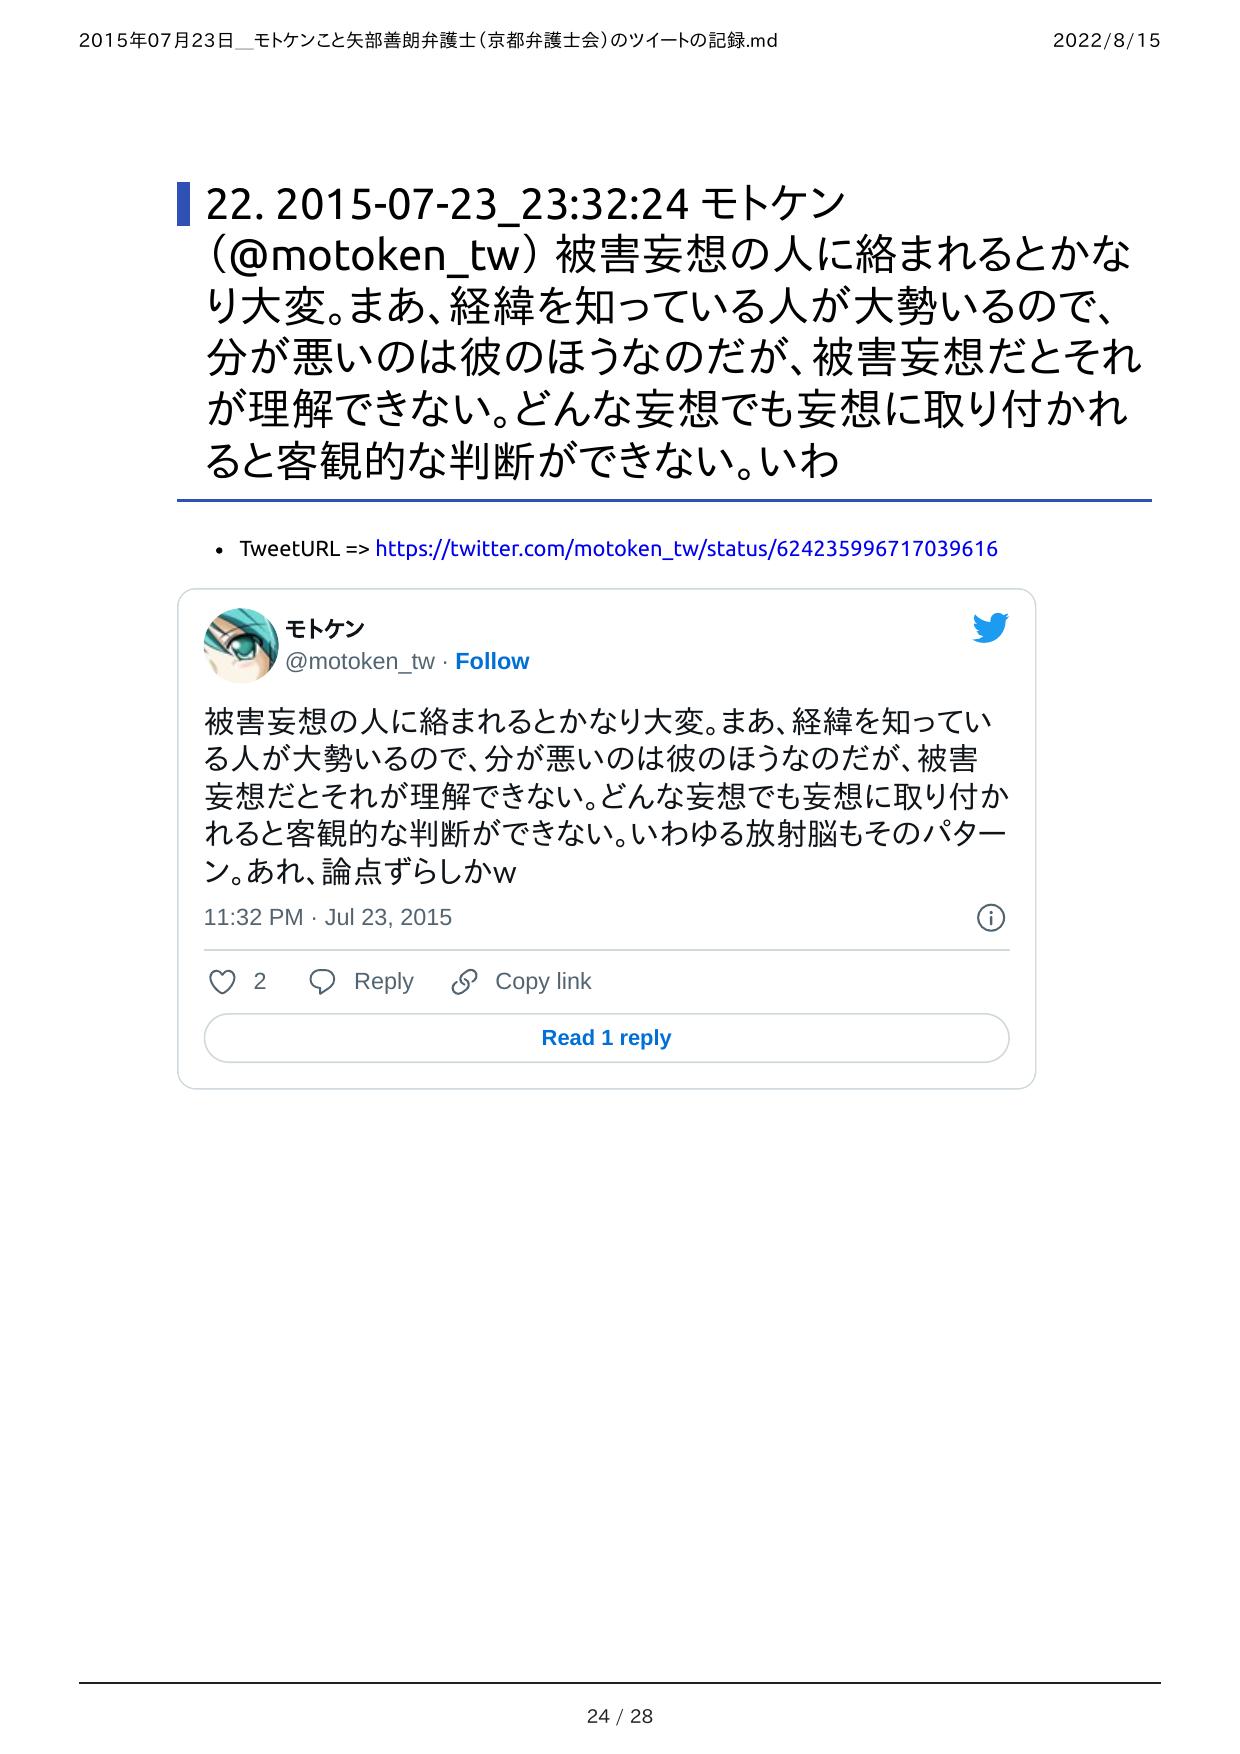 2015年07月23日__モトケンこと矢部善朗弁護士（京都弁護士会）のツイートの記録.md 2022/8/15
22. 2015-07-23_23:32:24 モトケン
（@motoken_tw） 被害妄想の人に絡まれるとかな
り大変。まあ、経緯を知っている人が大勢いるので、
分が悪いのは彼のほうなのだが、被害妄想だとそれ
が理解できない。どんな妄想でも妄想に取り付かれ
ると客観的な判断ができない。いわ
• TweetURL => https://twitter.com/motoken_tw/status/624235996717039616
モトケン
@motoken_tw · Follow
被害妄想の人に絡まれるとかなり大変。まあ、経緯を知ってい
る人が大勢いるので、分が悪いのは彼のほうなのだが、被害
妄想だとそれが理解できない。どんな妄想でも妄想に取り付か
れると客観的な判断ができない。いわゆる放射脳もそのパター
ン。あれ、論点ずらしかw
11:32 PM · Jul 23, 2015
2 Reply Copy link
Read 1 reply
24 / 28